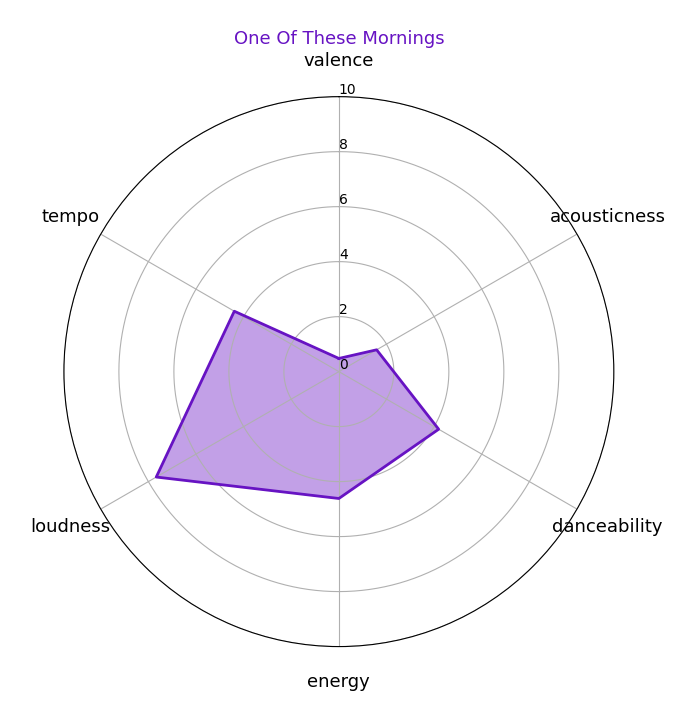 One Of These Mornings
valence
10
8
6
4
2
0
tempo
acousticness
loudness
danceability
energy